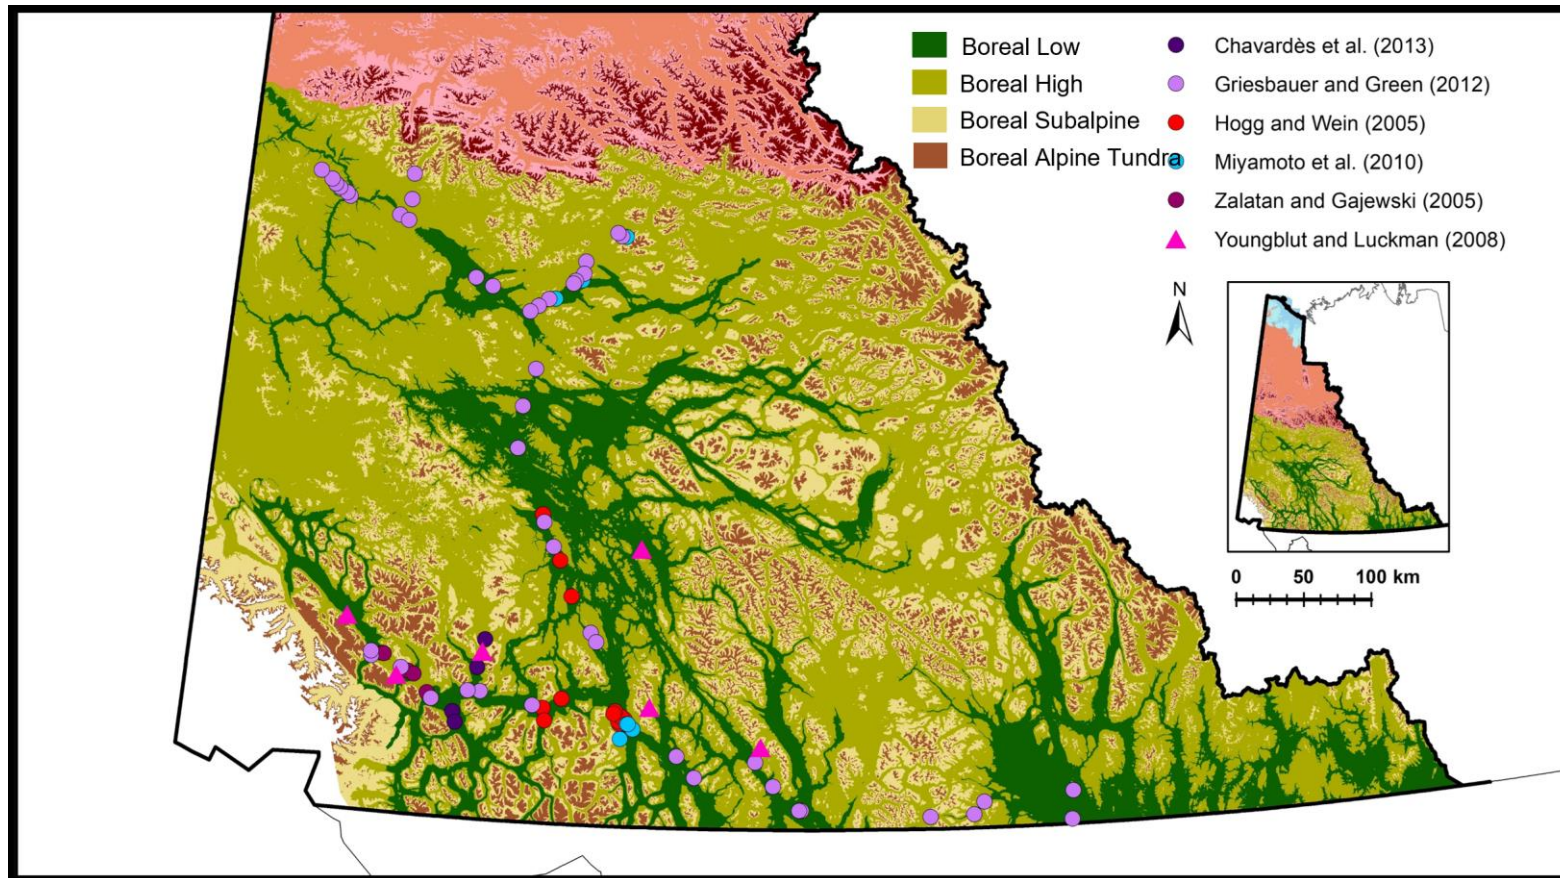 Boreal Low
Boreal High
Boreal Subalpine
Boreal Alpine Tundra
Chavardès et al. (2013)
Griesbauer and Green (2012)
Hogg and Wein (2005)
Miyamoto et al. (2010)
Zalatan and Gajewski (2005)
Youngblut and Luckman (2008)
N
0 50 100 km